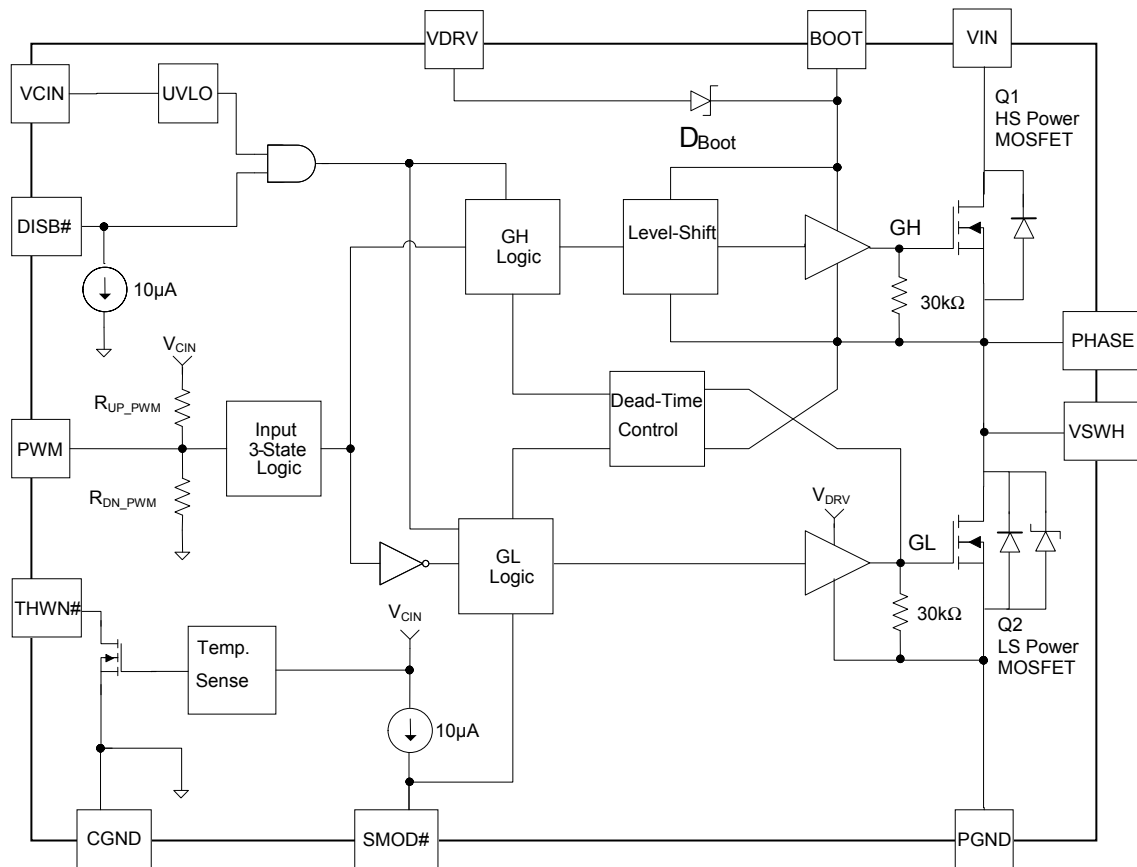 VDRV
BOOT
VIN
VCIN
UVLO
Q1
HS Power
MOSFET
DBoot
DISB#
GH
Logic
Level-Shift
GH
10µA
30kΩ
VCIN
PHASE
RUP_PWM
Dead-Time
Control
PWM
Input
3-State
Logic
VSWH
RDN_PWM
VDRV
GL
Logic
GL
THWN#
VCIN
30kΩ
Q2
LS Power
MOSFET
Temp.
Sense
10µA
CGND
SMOD#
PGND